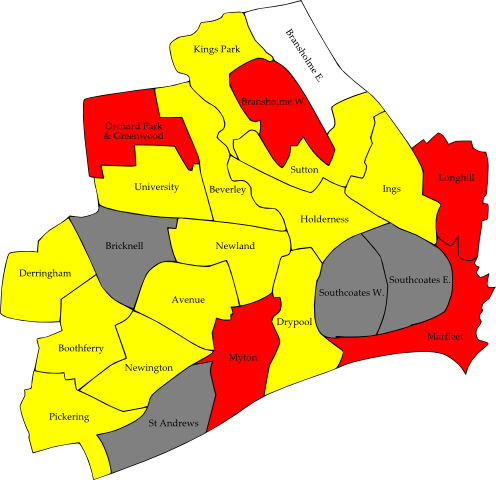 Kings Park
Bransholme E.
Bransholme W.
Orchard Park
& Greenwood
Sutton
Longhill
University
Beverley
Ings
Holderness
Bricknell
Newland
Derringham
Southcoates E.
Southcoates W.
Avenue
Drypool
Marfleet
Boothferry
Myton
Newington
Pickering
St Andrews